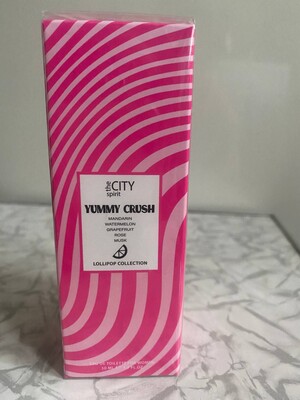 the CITY
spirit
YUMMY CRUSH
MANDARIN
WATERMELON
GRAPEFRUIT
ROSE
MUSK
LOLLIPOP COLLECTION